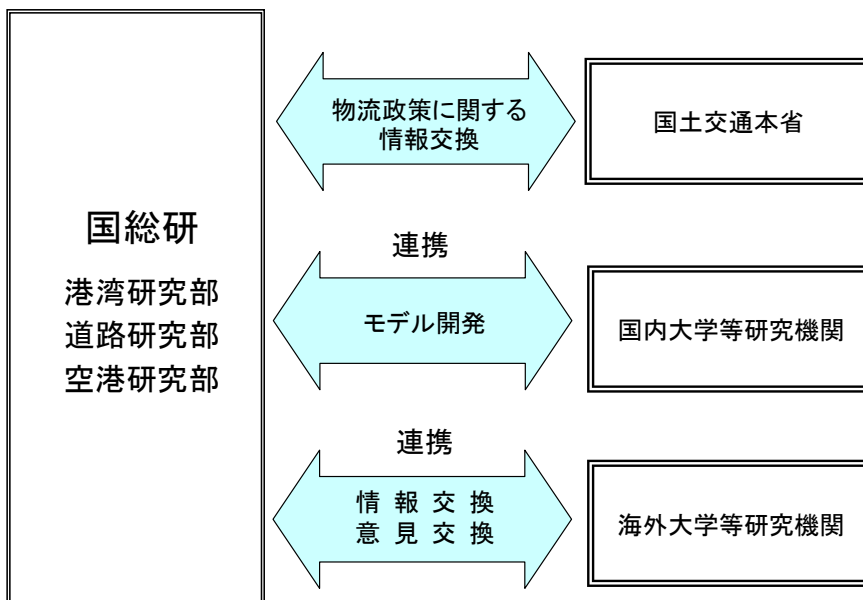 国総研
港湾研究部
道路研究部
空港研究部
物流政策に関する
情報交換
国土交通本省
連携
モデル開発
国内大学等研究機関
連携
情 報 交 換
意 見 交 換
海外大学等研究機関